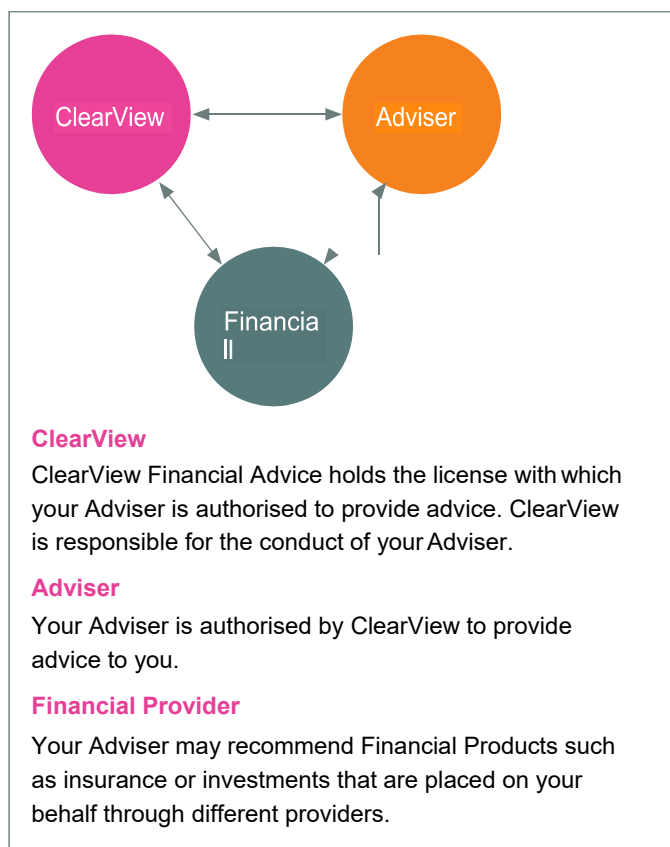 ClearView
Adviser
Financia
ll
ClearView
ClearView Financial Advice holds the license with which
your Adviser is authorised to provide advice. ClearView
is responsible for the conduct of your Adviser.
Adviser
Your Adviser is authorised by ClearView to provide
advice to you.
Financial Provider
Your Adviser may recommend Financial Products such
as insurance or investments that are placed on your
behalf through different providers.